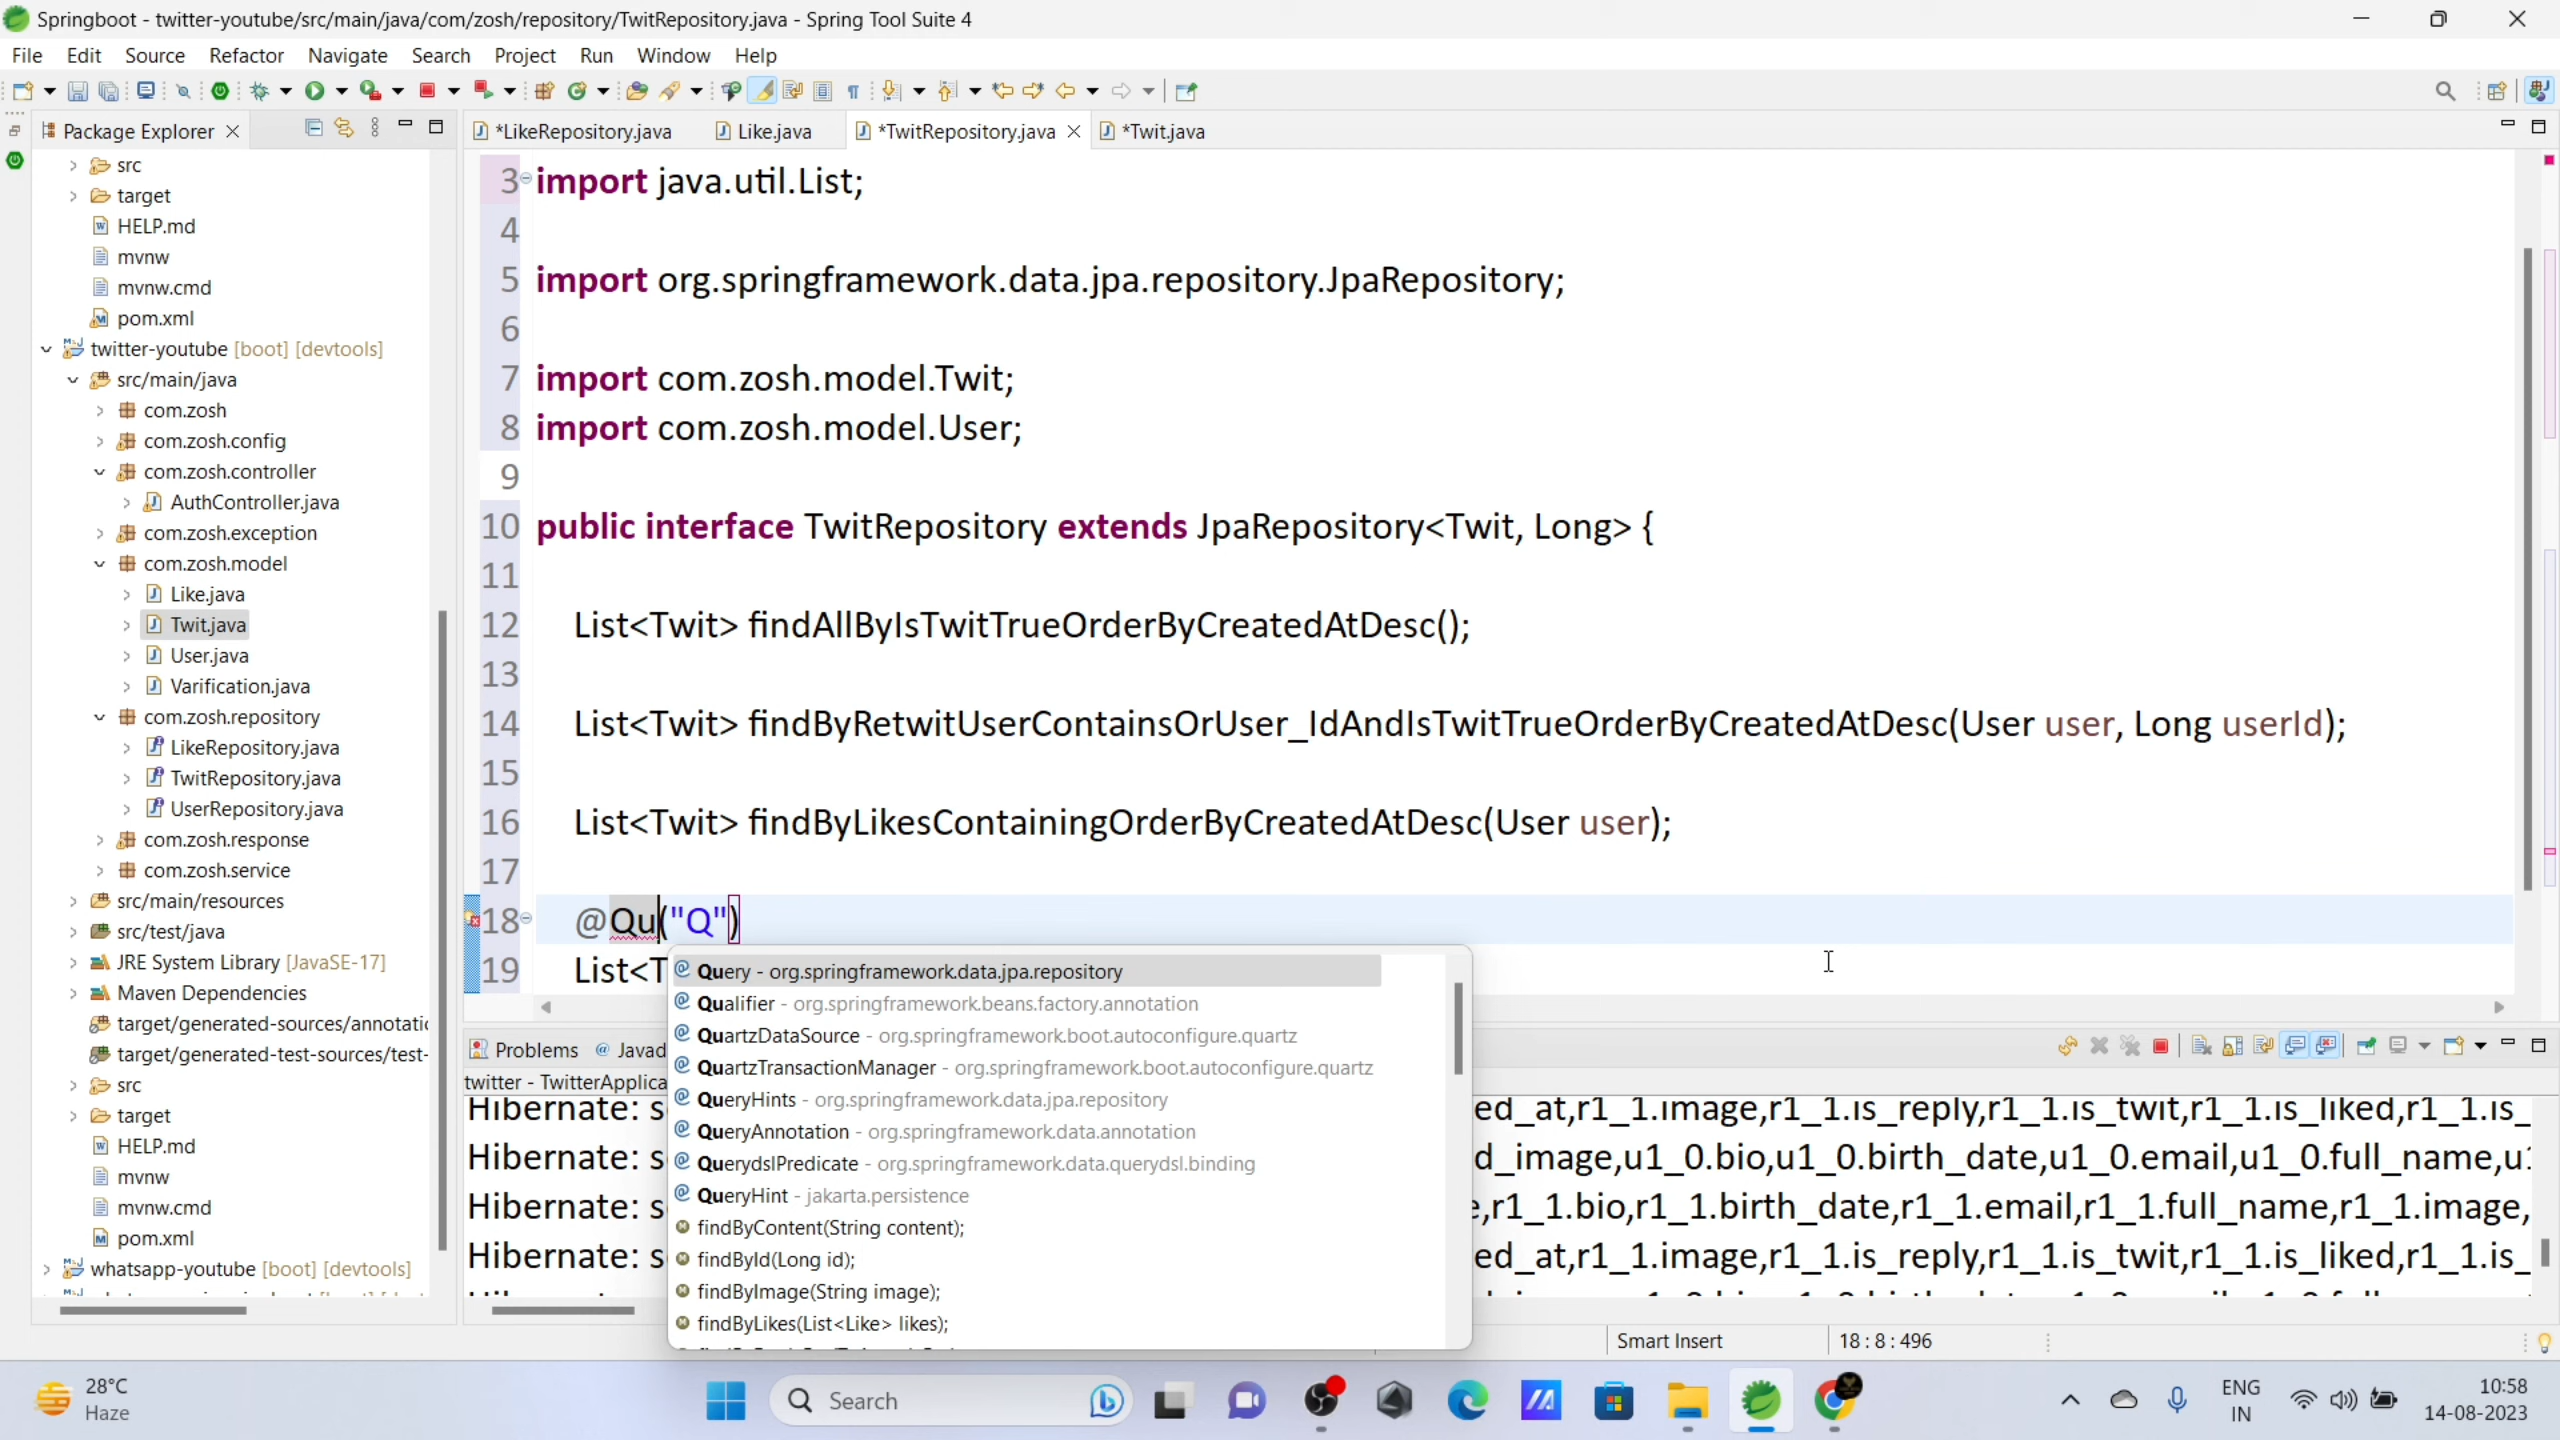 Springboot - twitter-youtube/src/main/java/com/zosh/repository/TwitRepository.java - Spring Tool Suite 4
File Edit Source Refactor Navigate Search Project Run Window Help
Package Explorer
src
target
HELP.md
mvnw
mvnw.cmd
pom.xml
twitter-youtube [boot] [devtools]
src/main/java
com.zosh
com.zosh.config
com.zosh.controller
AuthController.java
com.zosh.exception
com.zosh.model
Like.java
Twit.java
User.java
Varification.java
com.zosh.repository
LikeRepository.java
TwitRepository.java
UserRepository.java
com.zosh.response
com.zosh.service
src/main/resources
src/test/java
JRE System Library [JavaSE-17]
Maven Dependencies
target/generated-sources/annotati
target/generated-test-sources/test-
src
target
HELP.md
mvnw
mvnw.cmd
pom.xml
whatsapp-youtube [boot] [devtools]
*LikeRepository.java Like.java *TwitRepository.java *Twit.java
3 import java.util.List;
4
5 import org.springframework.data.jpa.repository.JpaRepository;
6
7 import com.zosh.model.Twit;
8 import com.zosh.model.User;
9
10 public interface TwitRepository extends JpaRepository<Twit, Long> {
11
12 List<Twit> findAllByIsTwitTrueOrderByCreatedAtDesc();
13
14 List<Twit> findByRetwitUserContainsOrUser_IdAndIsTwitTrueOrderByCreatedAtDesc(User user, Long userId);
15
16 List<Twit> findByLikesContainingOrderByCreatedAtDesc(User user);
17
18 @Qu("Q")
19 List<T
Query - org.springframework.data.jpa.repository
Qualifier - org.springframework.beans.factory.annotation
QuartzDataSource - org.springframework.boot.autoconfigure.quartz
QuartzTransactionManager - org.springframework.boot.autoconfigure.quartz
QueryHints - org.springframework.data.jpa.repository
QueryAnnotation - org.springframework.data.annotation
QuerydslPredicate - org.springframework.data.querydsl.binding
QueryHint - jakarta.persistence
findByContent(String content);
findById(Long id);
findByImage(String image);
findByLikes(List<Like> likes);
Problems @ Javad
twitter - TwitterApplica
Hibernate: s ed_at,r1_1.image,r1_1.is_reply,r1_1.is_twit,r1_1.is_liked,r1_1.is_
Hibernate: s d_image,u1_0.bio,u1_0.birth_date,u1_0.email,u1_0.full_name,u
Hibernate: s e,r1_1.bio,r1_1.birth_date,r1_1.email,r1_1.full_name,r1_1.image,
Hibernate: s ed_at,r1_1.image,r1_1.is_reply,r1_1.is_twit,r1_1.is_liked,r1_1.is_
Smart Insert 18 : 8 : 496
28°C
Haze
Search
ENG
IN
10:58
14-08-2023